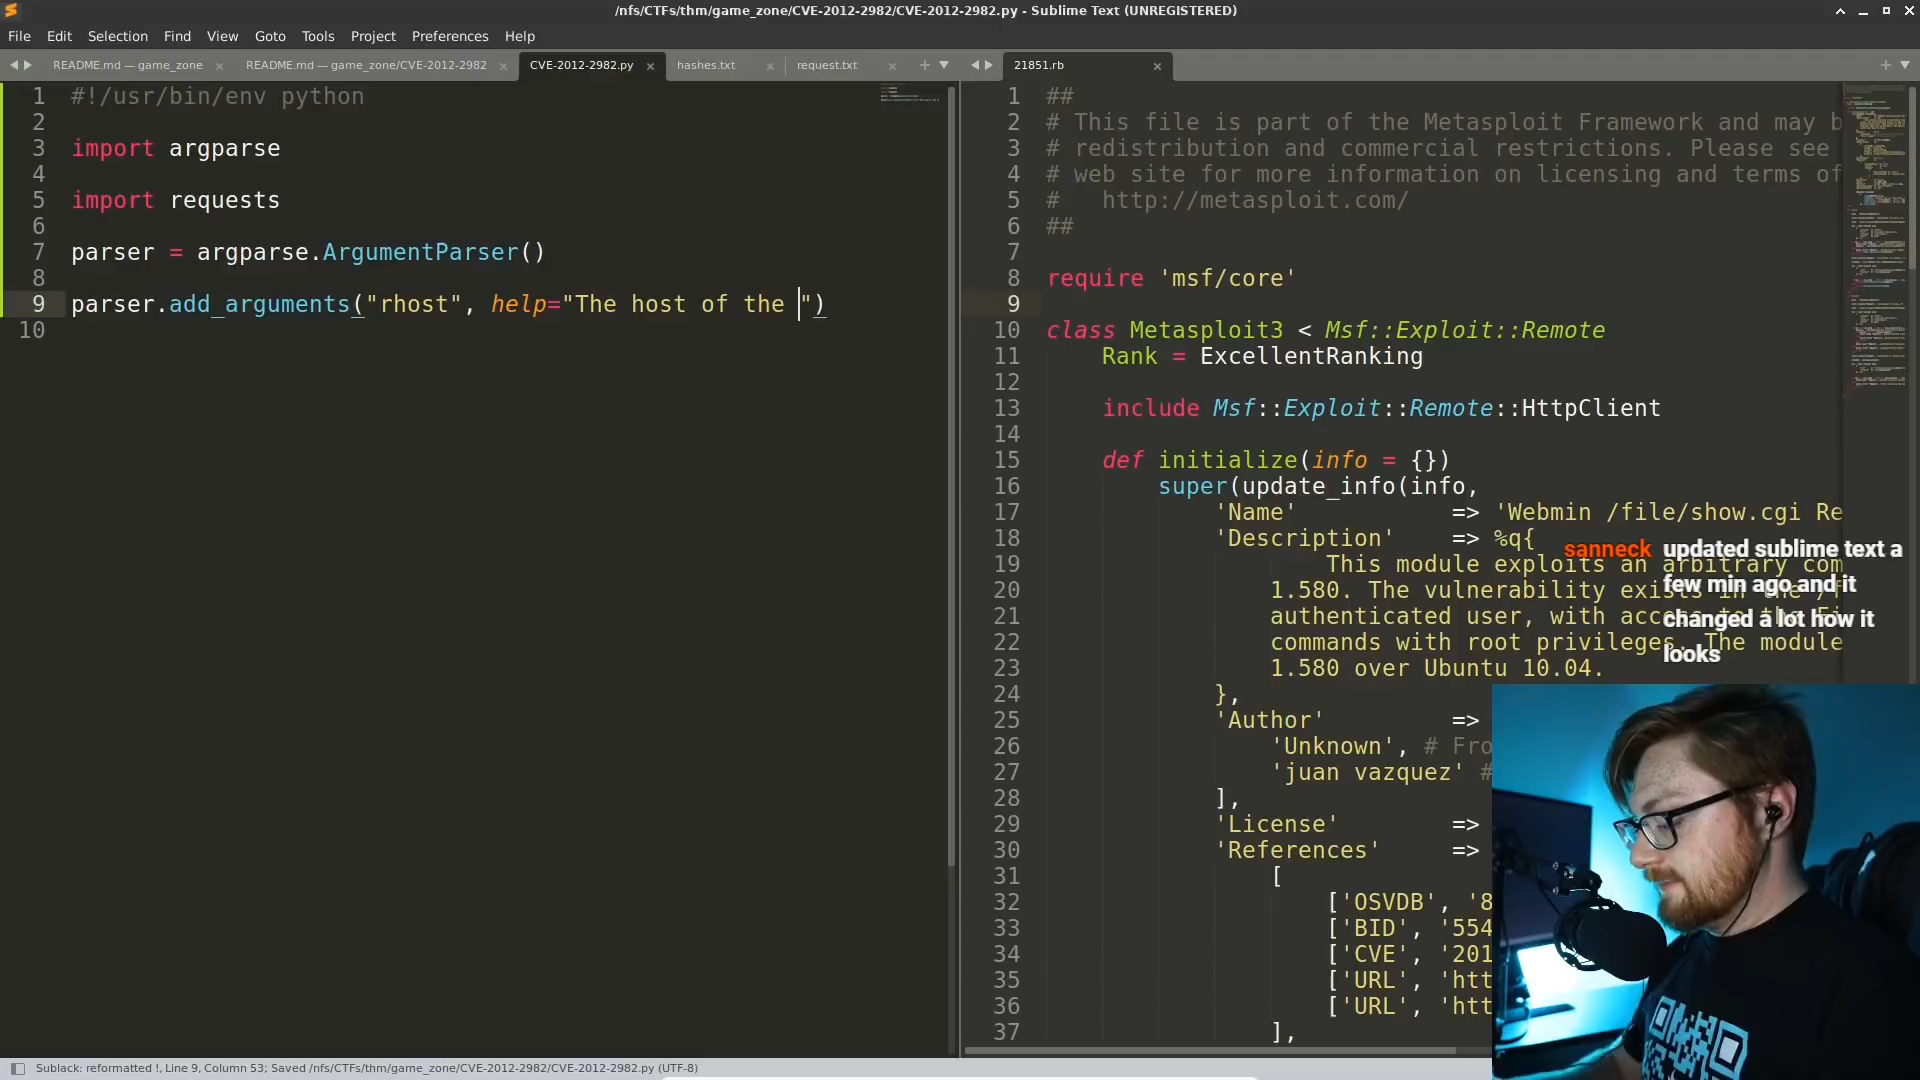 /nfs/CTFs/thm/game_zone/CVE-2012-2982/CVE-2012-2982.py - Sublime Text (UNREGISTERED)
File Edit Selection Find View Goto Tools Project Preferences Help
README.md — game_zone README.md — game_zone/CVE-2012-2982 CVE-2012-2982.py hashes.txt request.txt
21851.rb
1 #!/usr/bin/env python
2
3 import argparse
4
5 import requests
6
7 parser = argparse.ArgumentParser()
8
9 parser.add_arguments("rhost", help="The host of the ")
10
1 ##
2 # This file is part of the Metasploit Framework and may b
3 # redistribution and commercial restrictions. Please see
4 # web site for more information on licensing and terms of
5 #   http://metasploit.com/
6 ##
7
8 require 'msf/core'
9
10 class Metasploit3 < Msf::Exploit::Remote
11 Rank = ExcellentRanking
12
13 include Msf::Exploit::Remote::HttpClient
14
15 def initialize(info = {})
16 super(update_info(info,
17 'Name' => 'Webmin /file/show.cgi Re
18 'Description' => %q{
19 This module exploits an arbitrary com
20 1.580. The vulnerability exists in the /f
21 authenticated user, with access to the Fi
22 commands with root privileges. The module
23 1.580 over Ubuntu 10.04.
24 },
25 'Author' =>
26 'Unknown', # Fro
27 'juan vazquez' #
28 ],
29 'License' =>
30 'References' =>
31 [
32 ['OSVDB', '8
33 ['BID', '554
34 ['CVE', '201
35 ['URL', 'htt
36 ['URL', 'htt
37 ],
sanneck updated sublime text a
few min ago and it
changed a lot how it
looks
Sublack: reformatted !, Line 9, Column 53; Saved /nfs/CTFs/thm/game_zone/CVE-2012-2982/CVE-2012-2982.py (UTF-8)